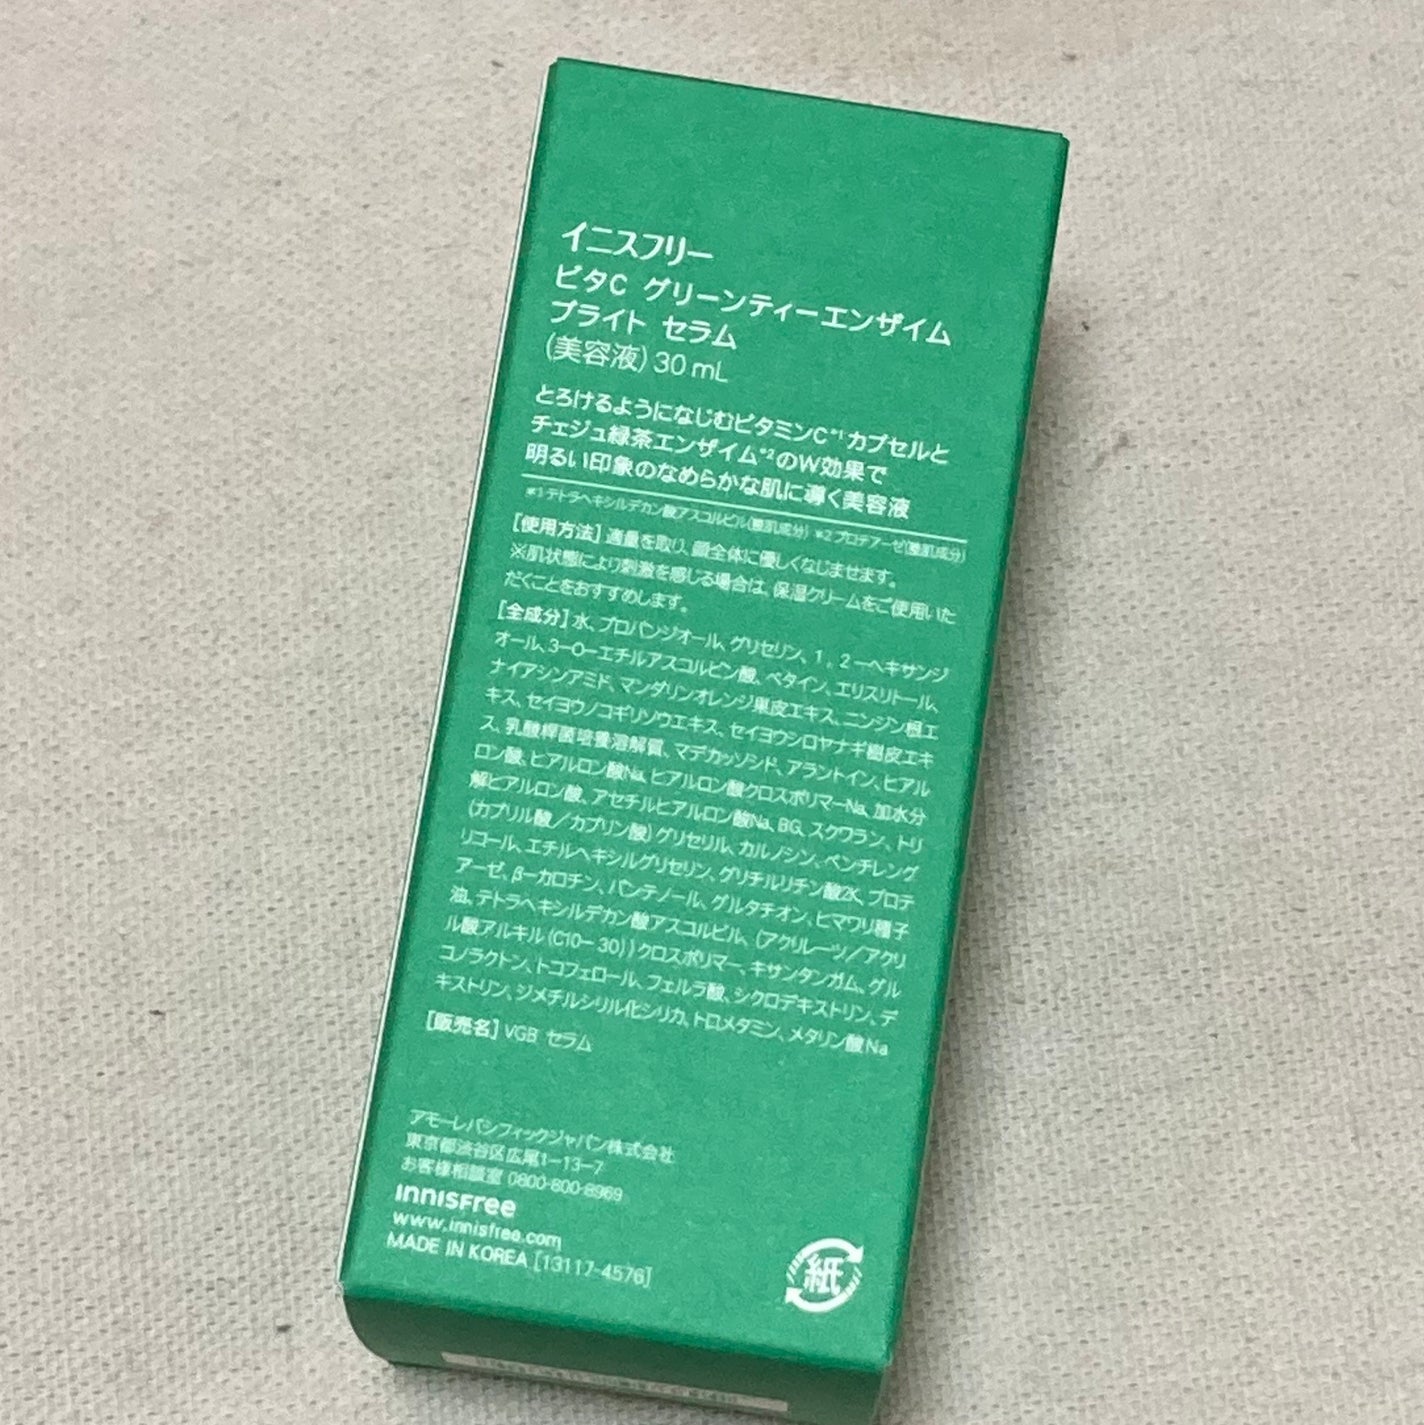 イニスフリー
ビタC グリーンティーエンザイム
ブライト セラム
(美容液) 30 mL
とろけるようになじむビタミンC*1カプセルと
チェジュ緑茶エンザイム*2のW効果で
明るい印象のなめらかな肌に導く美容液
*1 テトラヘキシルデカン酸アスコルビル(整肌成分) *2 プロテアーゼ(整肌成分)
[使用方法] 適量を取り、顔全体に優しくなじませます。
※肌状態により刺激を感じる場合は、保湿クリームをご使用いた
だくことをおすすめします。
[全成分] 水、プロパンジオール、グリセリン、1，2－ヘキサンジ
オール、3－O－エチルアスコルビン酸、ベタイン、エリスリトール、
ナイアシンアミド、マンダリンオレンジ果皮エキス、ニンジン根エ
キス、セイヨウノコギリソウエキス、セイヨウシロヤナギ樹皮エキ
ス、乳酸桿菌培養溶解質、マデカッソシド、アラントイン、ヒアル
ロン酸、ヒアルロン酸Na、ヒアルロン酸クロスポリマーNa、加水分
解ヒアルロン酸、アセチルヒアルロン酸Na、BG、スクワラン、トリ
(カプリル酸／カプリン酸) グリセリル、カルノシン、ペンチレング
リコール、エチルヘキシルグリセリン、グリチルリチン酸2K、プロテ
アーゼ、β－カロチン、パンテノール、グルタチオン、ヒマワリ種子
油、テトラヘキシルデカン酸アスコルビル、(アクリレーツ／アクリ
ル酸アルキル (C10－30)) クロスポリマー、キサンタンガム、グル
コノラクトン、トコフェロール、フェルラ酸、シクロデキストリン、デ
キストリン、ジメチルシリル化シリカ、トロメタミン、メタリン酸Na
[販売名] VGB セラム
アモーレパシフィックジャパン株式会社
東京都渋谷区広尾1－13－7
お客様相談室 0800-800-8969
innisfree
www.innisfree.com
MADE IN KOREA [13117-4576]
紙